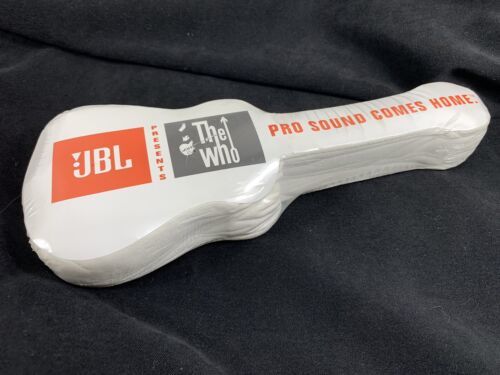 JBL
PRESENTS
The
Who
PRO SOUND COMES HOME.